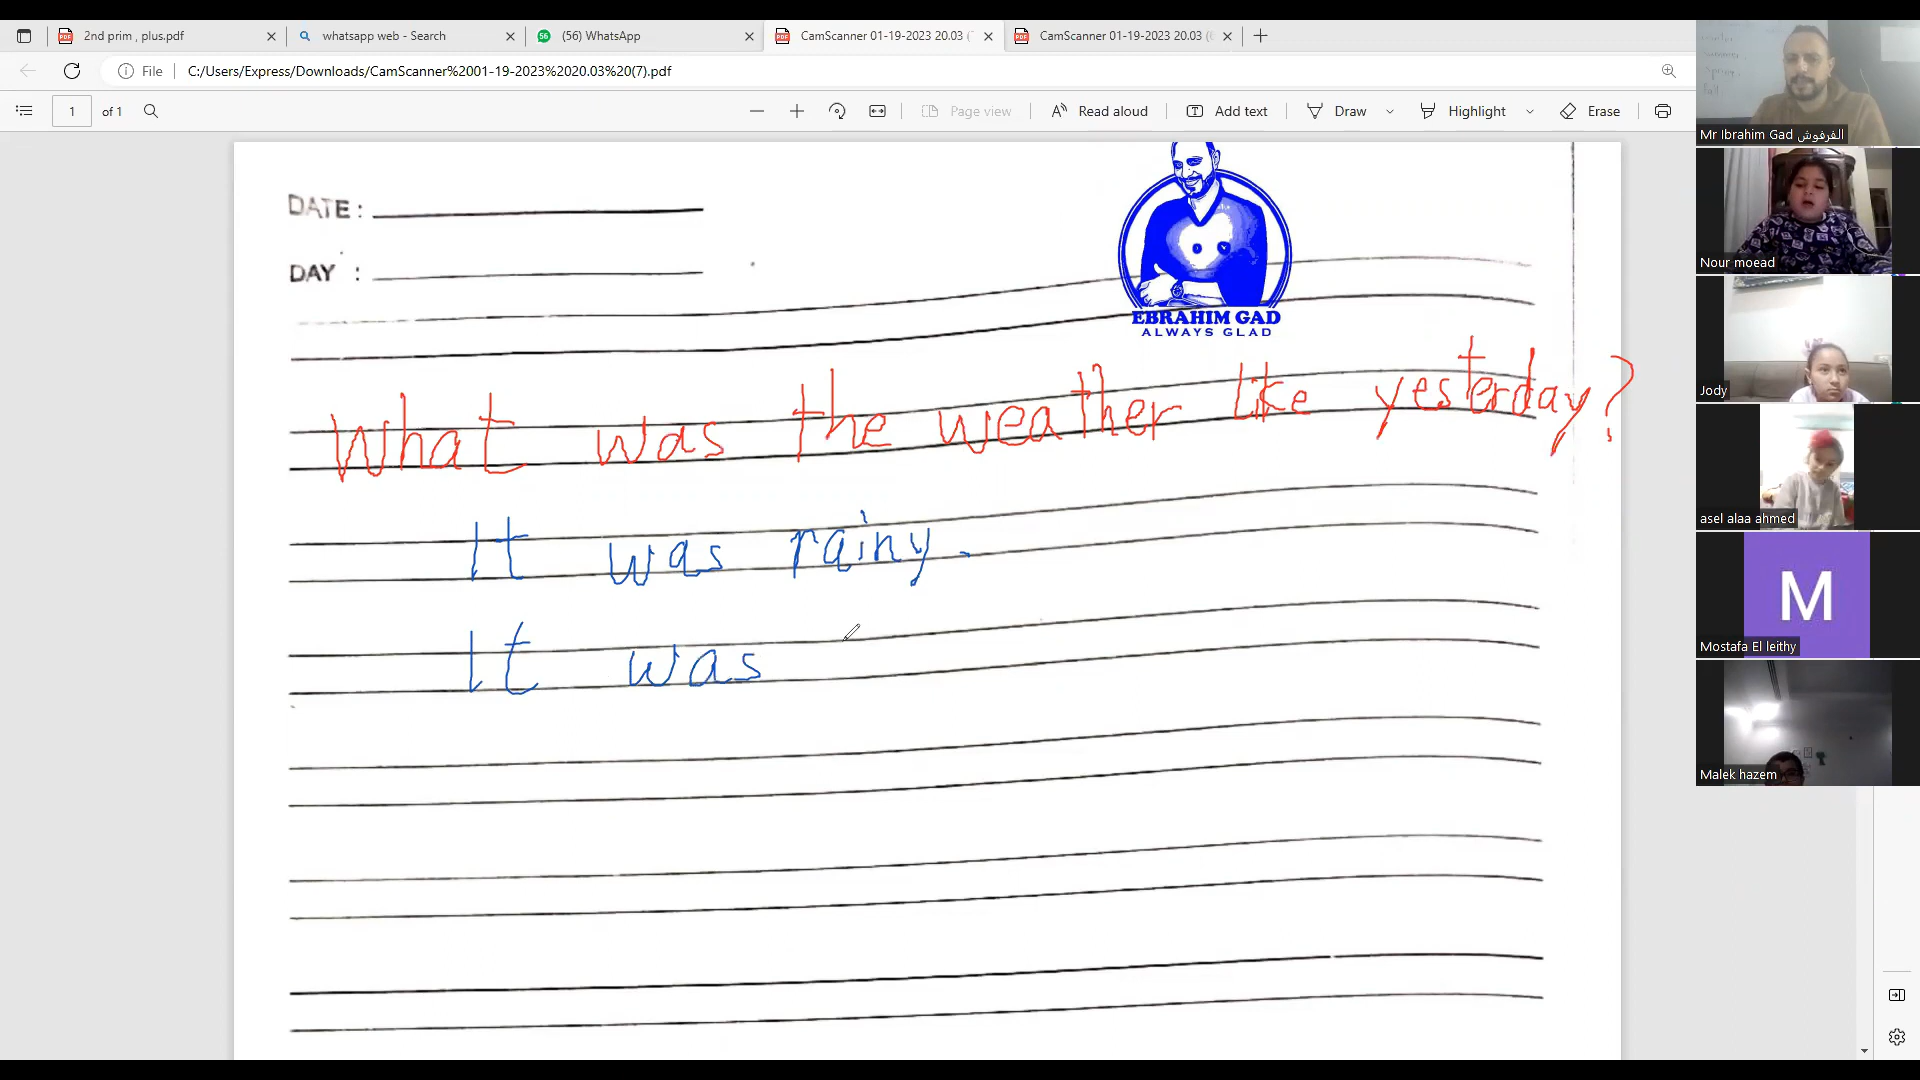 2nd prim , plus.pdf
whatsapp web - Search
(56) WhatsApp
CamScanner 01-19-2023 20.03 (
CamScanner 01-19-2023 20.03 (
File
C:/Users/Express/Downloads/CamScanner%2001-19-2023%2020.03%20(7).pdf
1 of 1
Page view
Read aloud
Add text
Draw
Highlight
Erase
DATE :
DAY :
EBRAHIM GAD
ALWAYS GLAD
What was the weather like yesterday?
It was rainy.
It was
Mr Ibrahim Gad الفرفوش
Nour moead
Jody
asel alaa ahmed
M
Mostafa El leithy
Malek hazem